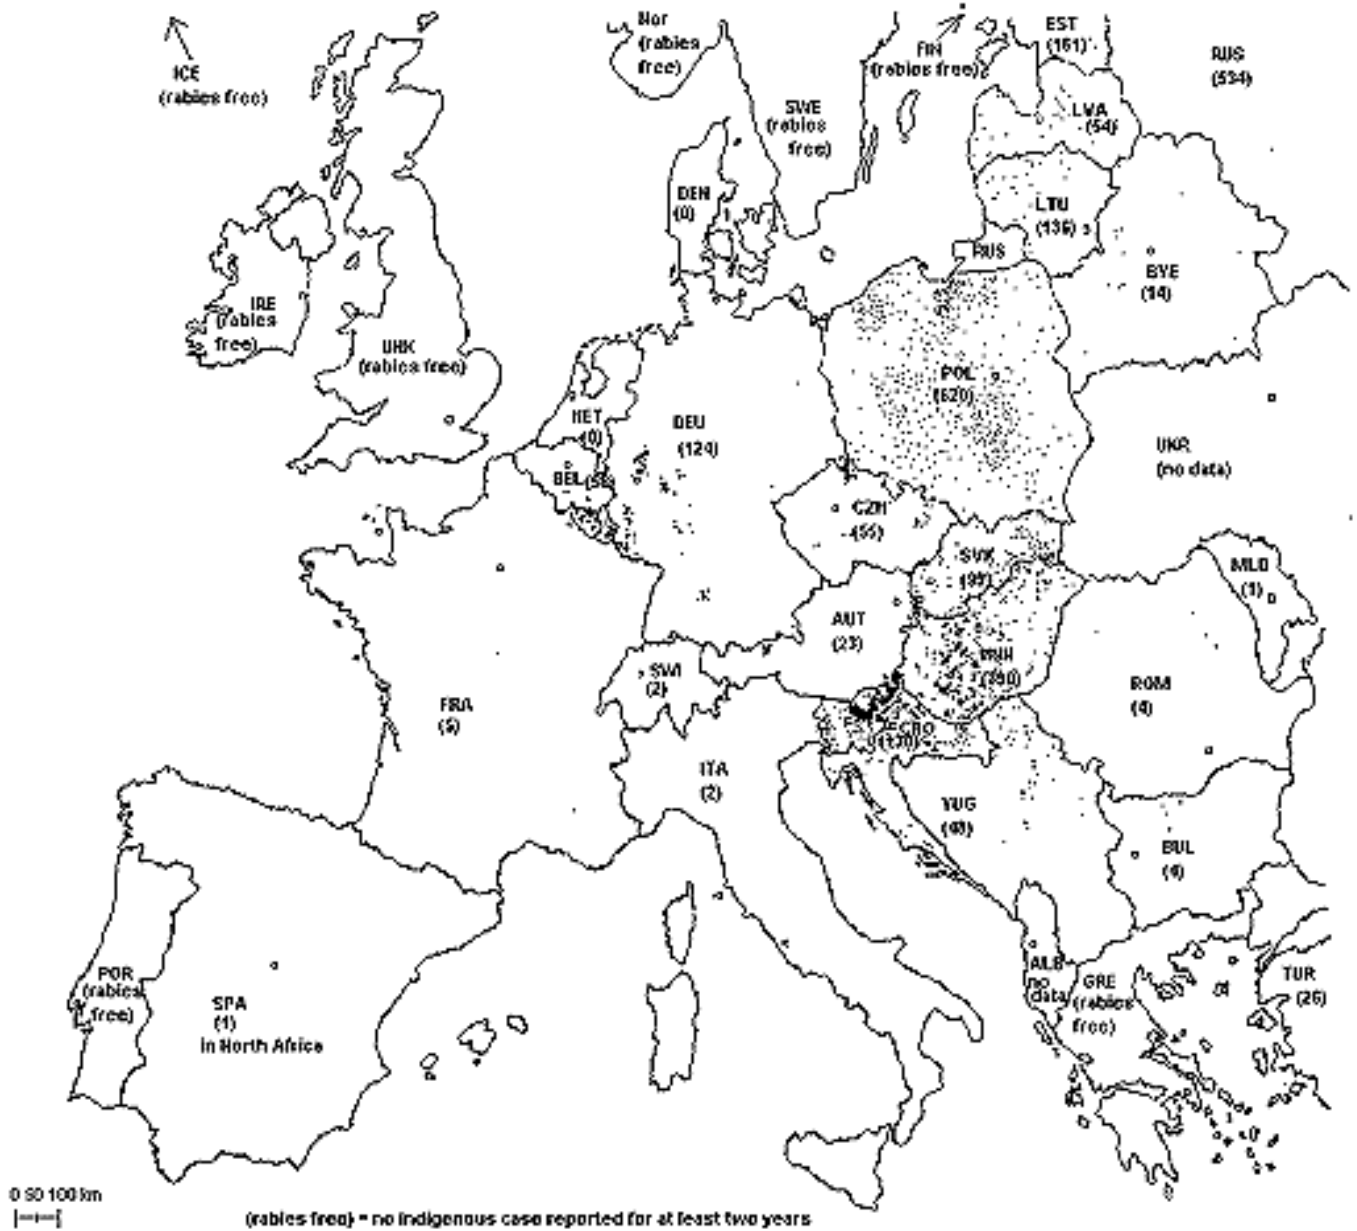 ICE
(rabies free)
Nor
(rabies
free)
SWE
(rabies
free)
FIN
(rabies free)
EST
(161)
RUS
(534)
LWA
(54)
DEN
(0)
LTU
(136)
RUS
BYE
(14)
IRE
(rabies
free)
UNK
(rabies free)
NET
(0)
DEU
(124)
POL
(620)
UKR
(no data)
BEL
CZH
(55)
SVK
MLD
(1)
AUT
(23)
SWI
(2)
ROM
(4)
FRA
(5)
CRO
ITA
(2)
YUG
BUL
ALB
no
data
GRE
(rabies
free)
TUR
(26)
POR
(rabies
free)
SPA
(1)
in North Africa
0 50 100 km
(rabies free) = no indigenous case reported for at least two years